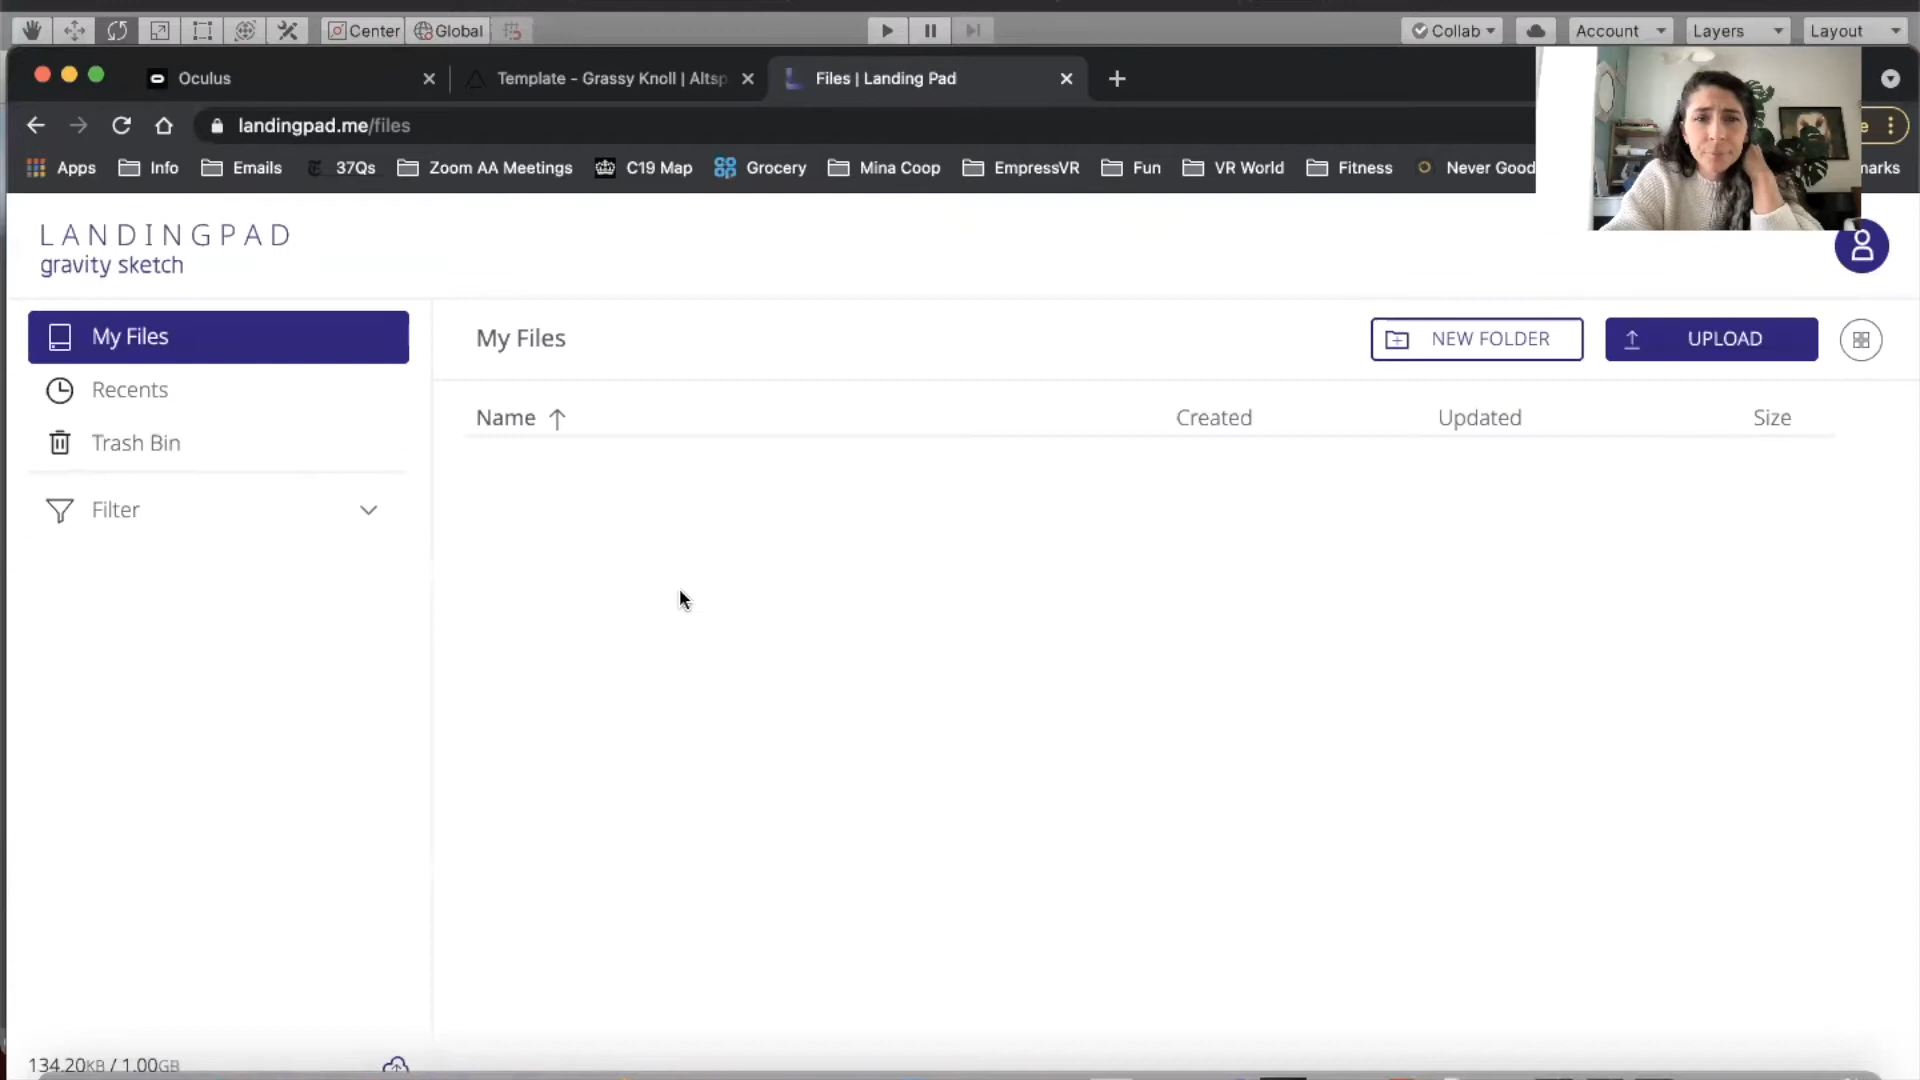 Center Global Collab Account Layers Layout
Oculus Template - Grassy Knoll | Altsp Files | Landing Pad
landingpad.me/files
Apps Info Emails 37Qs Zoom AA Meetings C19 Map Grocery Mina Coop EmpressVR Fun VR World Fitness Never Good marks
LANDINGPAD
gravity sketch
My Files
Recents
Trash Bin
Filter
My Files NEW FOLDER UPLOAD
Name Created Updated Size
134.20KB / 1.00GB